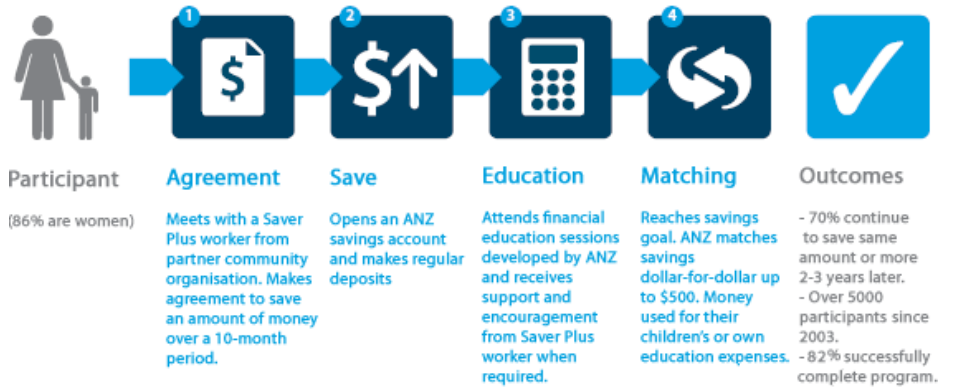 1
2
3
4
$
$
Participant
(86% are women)
Agreement
Meets with a Saver
Plus worker from
partner community
organisation. Makes
agreement to save
an amount of money
over a 10-month
period.
Save
Opens an ANZ
savings account
and makes regular
deposits
Education
Attends financial
education sessions
developed by ANZ
and receives
support and
encouragement
from Saver Plus
worker when
required.
Matching
Reaches savings
goal. ANZ matches
savings
dollar-for-dollar up
to $500. Money
used for their
children’s or own
education expenses.
Outcomes
- 70% continue
to save same
amount or more
2-3 years later.
- Over 5000
participants since
2003.
- 82% successfully
complete program.